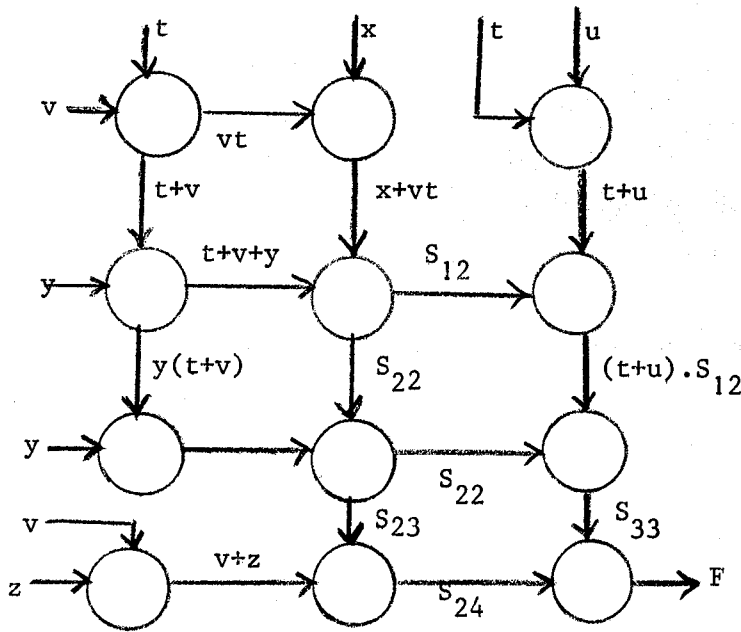 t x t u
v
vt
t+v x+vt t+u
t+v+y S12
y
y(t+v) S22 (t+u).S12
y
S22
v S23 S33
v+z
z S24 F